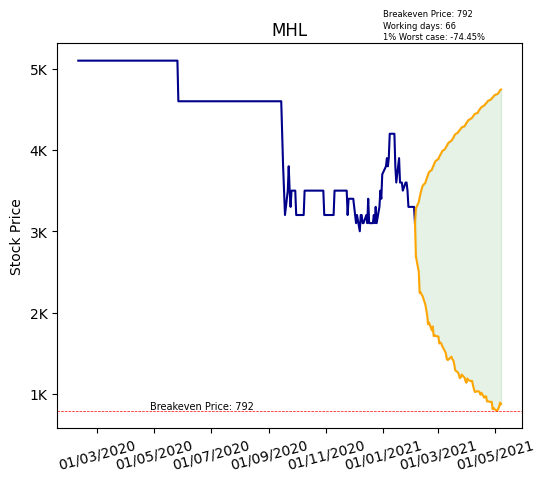 Breakeven Price: 792
Working days: 66
1% Worst case: -74.45%
MHL
Stock Price
5K
4K
3K
2K
1K
Breakeven Price: 792
01/03/2020
01/05/2020
01/07/2020
01/09/2020
01/11/2020
01/01/2021
01/03/2021
01/05/2021